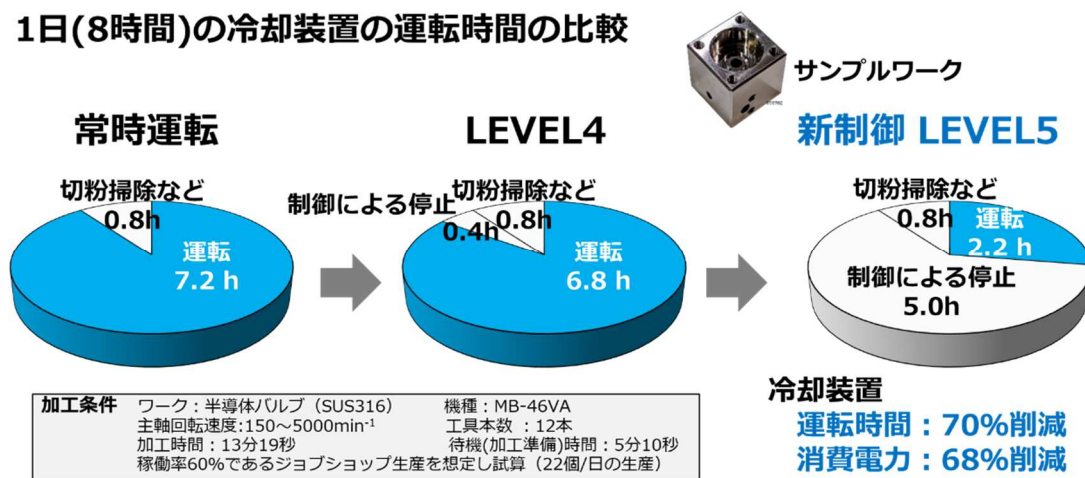 1日(8時間)の冷却装置の運転時間の比較
サンプルワーク
常時運転
切粉掃除など
0.8h
運転
7.2 h
LEVEL4
制御による停止
0.4h
切粉掃除など
0.8h
運転
6.8 h
新制御 LEVEL5
切粉掃除など
0.8h
運転
2.2 h
制御による停止
5.0h
加工条件 ワーク：半導体バルブ（SUS316） 機種：MB-46VA
主軸回転速度:150～5000min⁻¹ 工具本数 ：12本
加工時間：13分19秒 待機(加工準備)時間：5分10秒
稼働率60%であるジョブショップ生産を想定し試算（22個/日の生産）
冷却装置
運転時間：70%削減
消費電力：68%削減